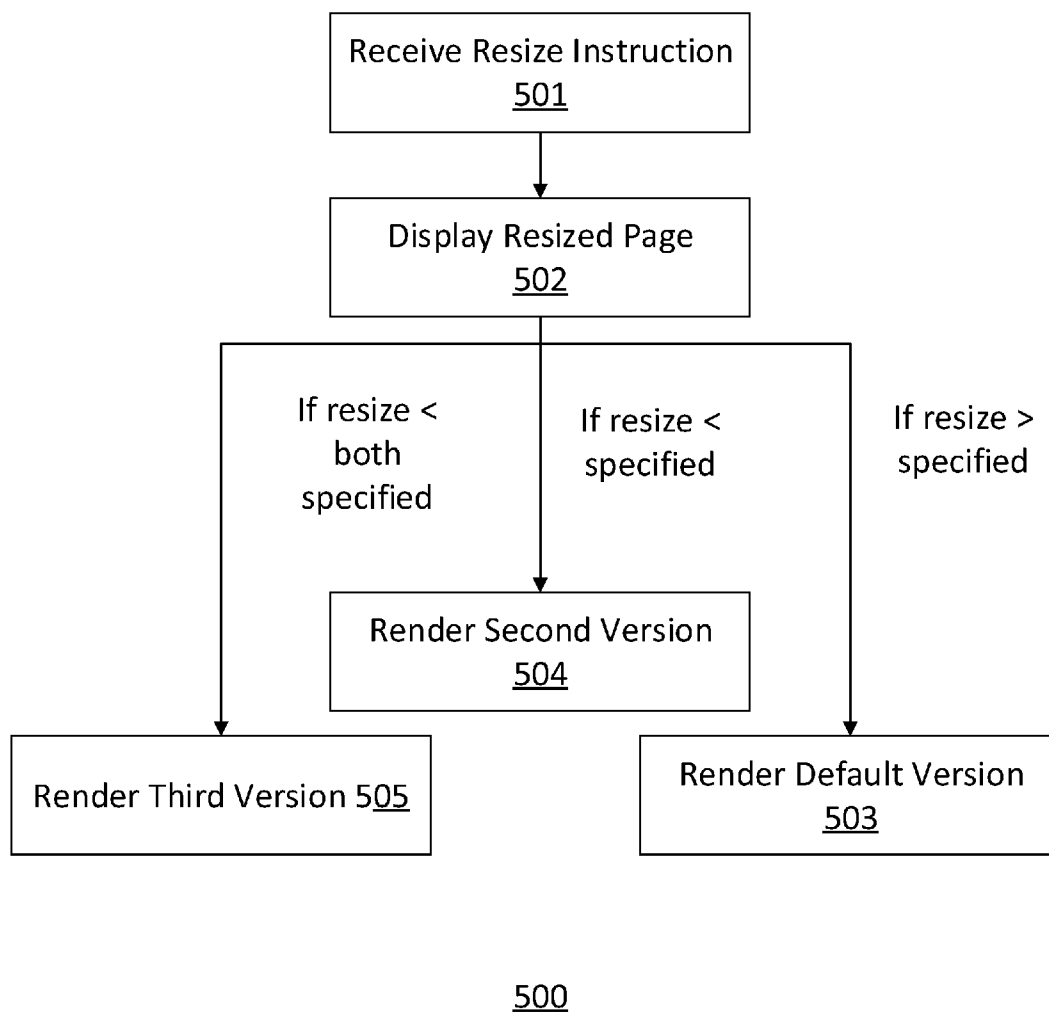 Receive Resize Instruction
501
Display Resized Page
502
If resize <
both
specified
If resize <
specified
If resize >
specified
Render Second Version
504
Render Third Version 505
Render Default Version
503
500